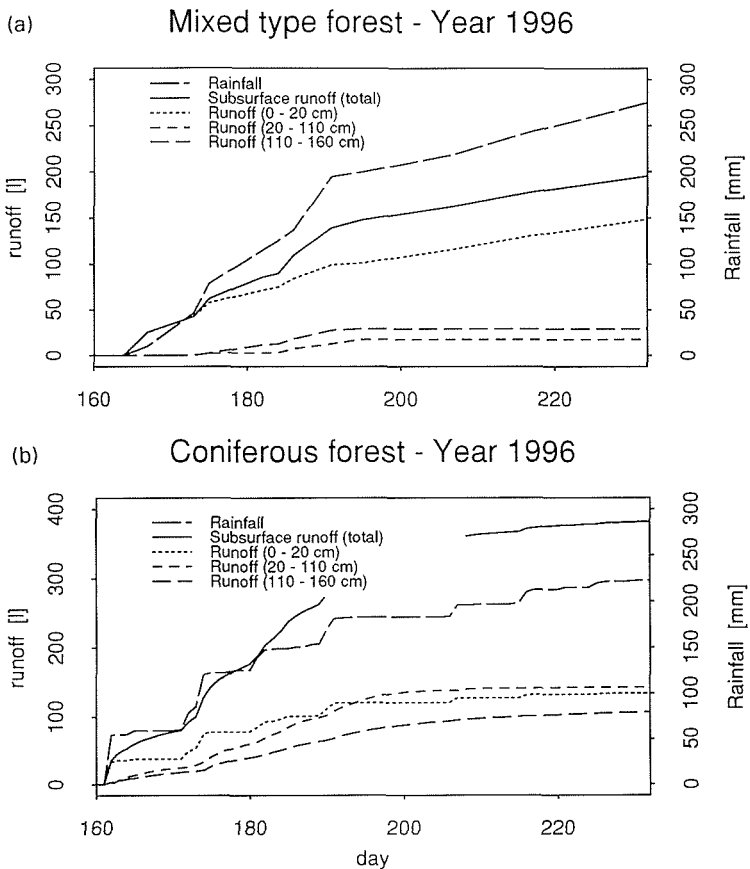 (a) Mixed type forest - Year 1996
Rainfall
Subsurface runoff (total)
Runoff (0 - 20 cm)
Runoff (20 - 110 cm)
Runoff (110 - 160 cm)
runoff [l]
0 50 100 150 200 250 300
Rainfall [mm]
0 50 100 150 200 250 300
160 180 200 220
(b) Coniferous forest - Year 1996
Rainfall
Subsurface runoff (total)
Runoff (0 - 20 cm)
Runoff (20 - 110 cm)
Runoff (110 - 160 cm)
runoff [l]
0 100 200 300 400
Rainfall [mm]
0 50 100 150 200 250 300
160 180 200 220
day